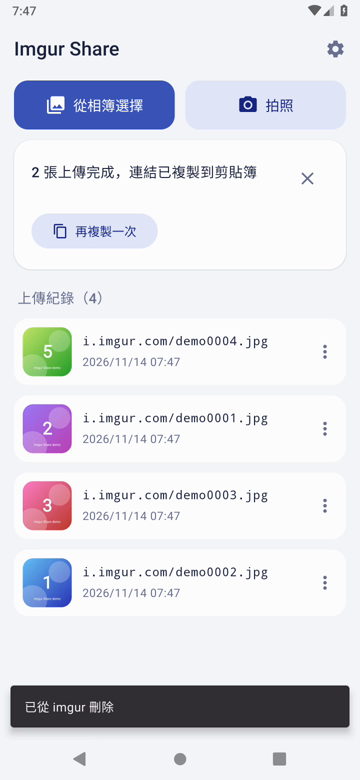 7:47
Imgur Share
從相簿選擇
拍照
2 張上傳完成，連結已複製到剪貼簿
再複製一次
上傳紀錄（4）
5
i.imgur.com/demo0004.jpg
2026/11/14 07:47
2
i.imgur.com/demo0001.jpg
2026/11/14 07:47
3
i.imgur.com/demo0003.jpg
2026/11/14 07:47
1
i.imgur.com/demo0002.jpg
2026/11/14 07:47
已從 imgur 刪除